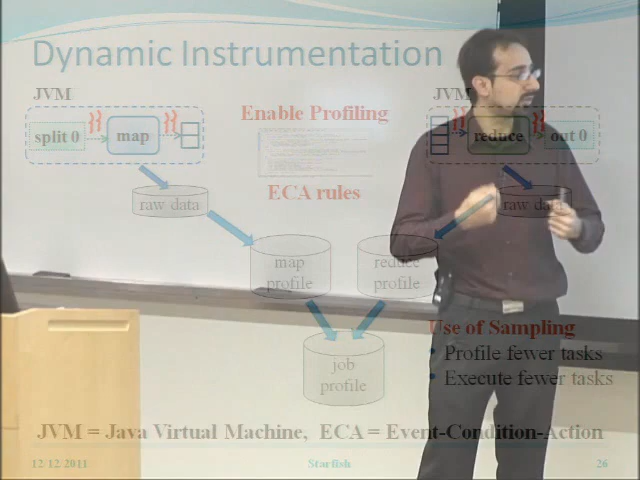 Dynamic Instrumentation
JVM
JVM
split 0
map
Enable Profiling
reduce
out 0
ECA rules
raw data
raw data
map
profile
reduce
profile
Use of Sampling
• Profile fewer tasks
• Execute fewer tasks
job
profile
JVM = Java Virtual Machine, ECA = Event-Condition-Action
12/12/2011
Starfish
26